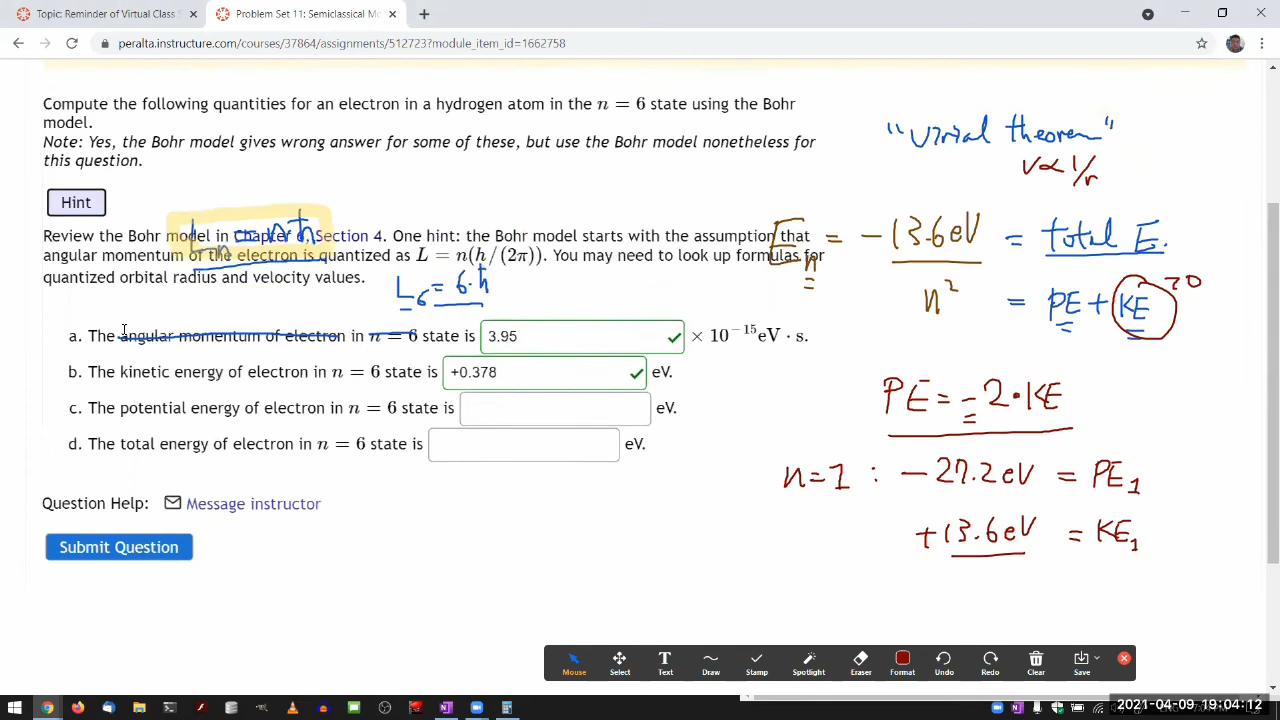 Topic: Reminder of Virtual Class S
Problem Set 11: Semiclassical M
peralta.instructure.com/courses/37864/assignments/512723?module_item_id=1662758
Compute the following quantities for an electron in a hydrogen atom in the n = 6 state using the Bohr
model.
Note: Yes, the Bohr model gives wrong answer for some of these, but use the Bohr model nonetheless for
this question.
Hint
Review the Bohr model in Chapter 6, Section 4. One hint: the Bohr model starts with the assumption that
angular momentum of the electron is quantized as L = n(h/(2π)). You may need to look up formulas for
quantized orbital radius and velocity values.
Lₙ = nħ
L₆ = 6·ħ
a. The angular momentum of electron in n = 6 state is 3.95 × 10⁻¹⁵eV · s.
b. The kinetic energy of electron in n = 6 state is +0.378 eV.
c. The potential energy of electron in n = 6 state is eV.
d. The total energy of electron in n = 6 state is eV.
Question Help: Message instructor
Submit Question
"Virial theorem"
V ∝ 1/r
Eₙ = -13.6eV / n² = total E.
= PE + KE >0
PE = -2·KE
n=1 : -27.2eV = PE₁
+13.6eV = KE₁
Mouse Select Text Draw Stamp Spotlight Eraser Format Undo Redo Clear Save
2021-04-09 19:04:12